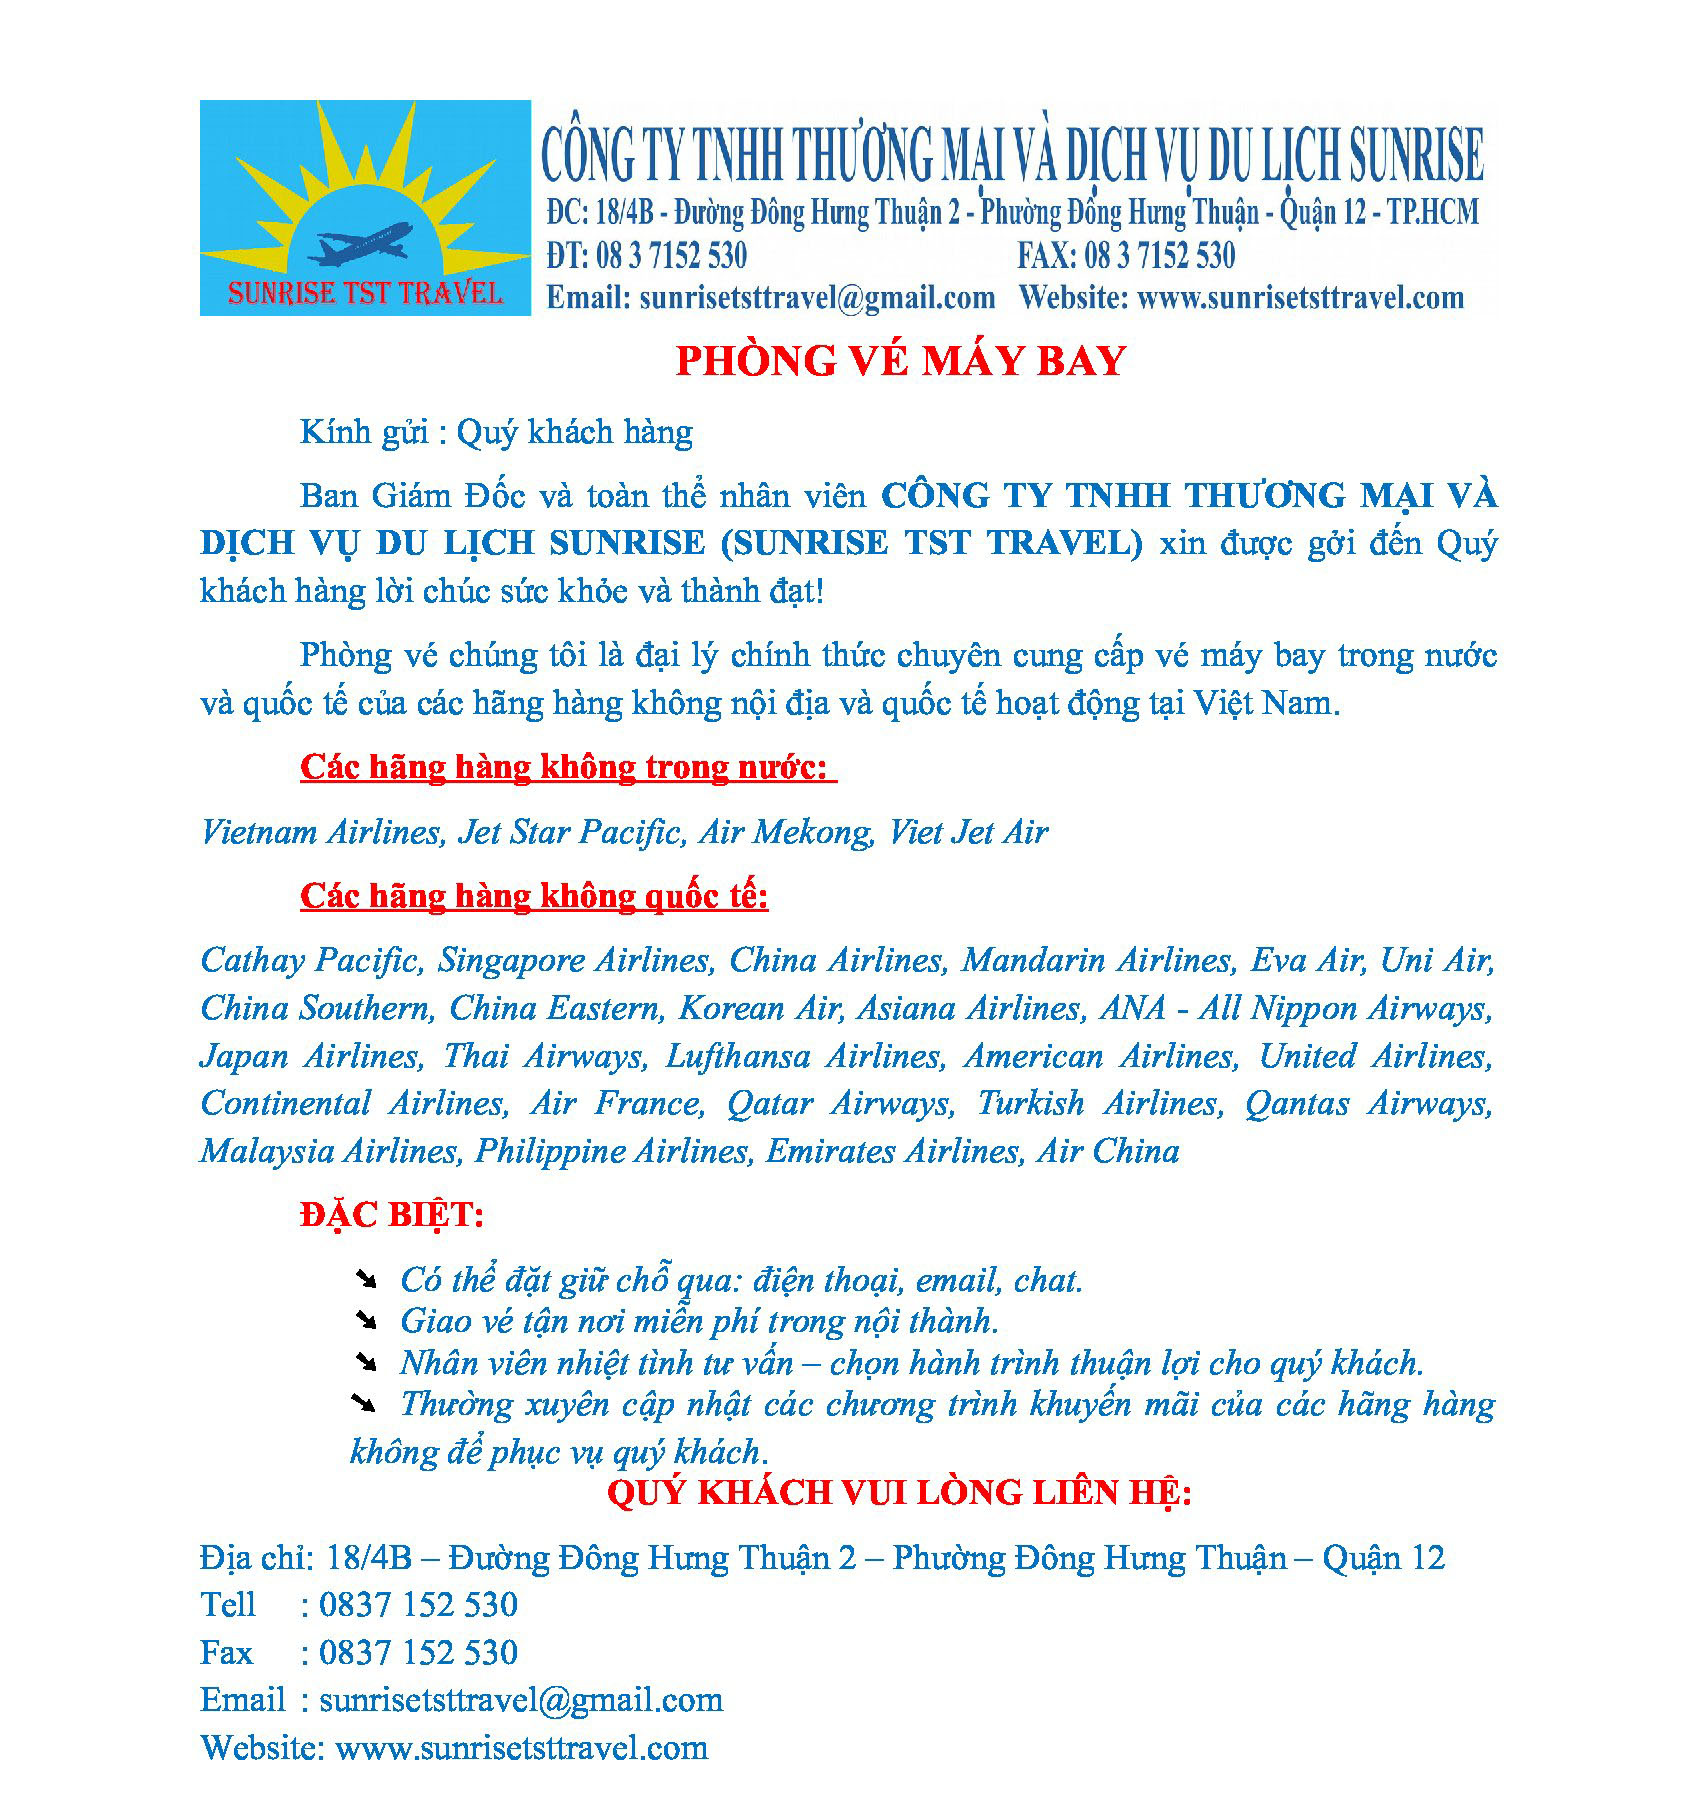 SUNRISE TST TRAVEL
CÔNG TY TNHH THƯƠNG MẠI VÀ DỊCH VỤ DU LỊCH SUNRISE
ĐC: 18/4B - Đường Đông Hưng Thuận 2 - Phường Đông Hưng Thuận - Quận 12 - TP.HCM
ĐT: 08 3 7152 530 FAX: 08 3 7152 530
Email: sunrisetsttravel@gmail.com Website: www.sunrisetsttravel.com
PHÒNG VÉ MÁY BAY
Kính gửi : Quý khách hàng
Ban Giám Đốc và toàn thể nhân viên CÔNG TY TNHH THƯƠNG MẠI VÀ
DỊCH VỤ DU LỊCH SUNRISE (SUNRISE TST TRAVEL) xin được gởi đến Quý
khách hàng lời chúc sức khỏe và thành đạt!
Phòng vé chúng tôi là đại lý chính thức chuyên cung cấp vé máy bay trong nước
và quốc tế của các hãng hàng không nội địa và quốc tế hoạt động tại Việt Nam.
Các hãng hàng không trong nước:
Vietnam Airlines, Jet Star Pacific, Air Mekong, Viet Jet Air
Các hãng hàng không quốc tế:
Cathay Pacific, Singapore Airlines, China Airlines, Mandarin Airlines, Eva Air, Uni Air,
China Southern, China Eastern, Korean Air, Asiana Airlines, ANA - All Nippon Airways,
Japan Airlines, Thai Airways, Lufthansa Airlines, American Airlines, United Airlines,
Continental Airlines, Air France, Qatar Airways, Turkish Airlines, Qantas Airways,
Malaysia Airlines, Philippine Airlines, Emirates Airlines, Air China
ĐẶC BIỆT:
➘ Có thể đặt giữ chỗ qua: điện thoại, email, chat.
➘ Giao vé tận nơi miễn phí trong nội thành.
➘ Nhân viên nhiệt tình tư vấn – chọn hành trình thuận lợi cho quý khách.
➘ Thường xuyên cập nhật các chương trình khuyến mãi của các hãng hàng
không để phục vụ quý khách.
QUÝ KHÁCH VUI LÒNG LIÊN HỆ:
Địa chỉ: 18/4B – Đường Đông Hưng Thuận 2 – Phường Đông Hưng Thuận – Quận 12
Tell : 0837 152 530
Fax : 0837 152 530
Email : sunrisetsttravel@gmail.com
Website: www.sunrisetsttravel.com